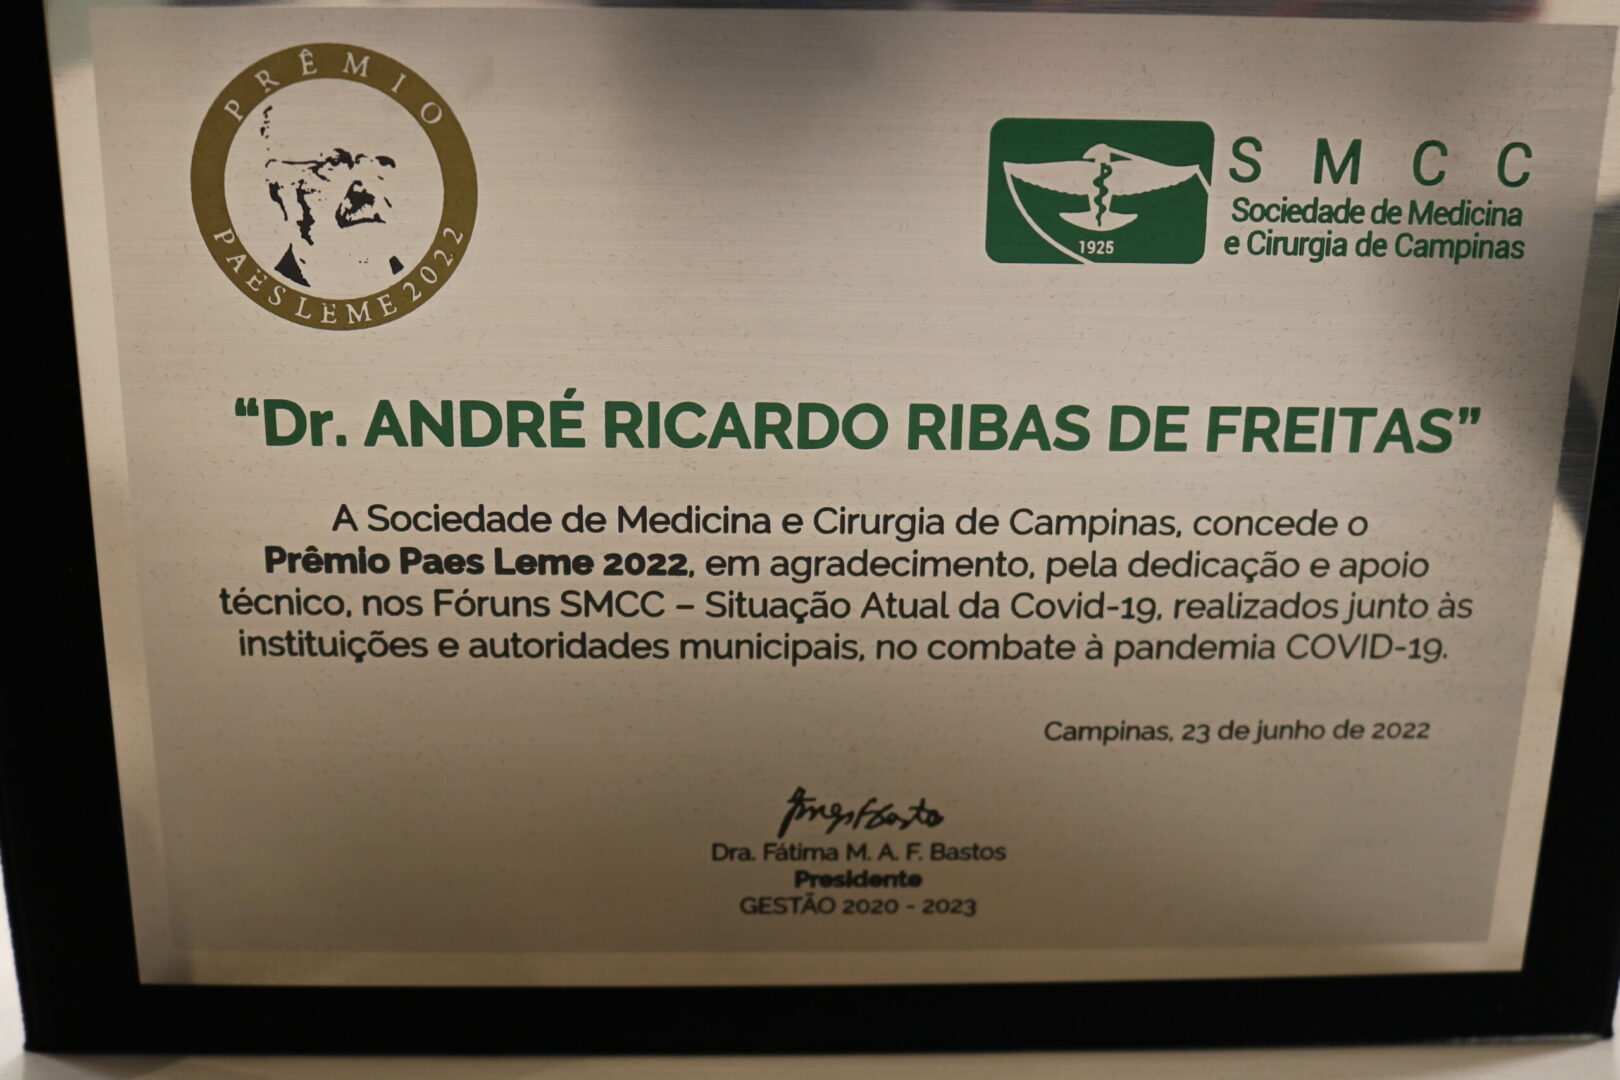 PRÊMIO
PAES LEME 2022
S M C C
Sociedade de Medicina
e Cirurgia de Campinas
1925
“Dr. ANDRÉ RICARDO RIBAS DE FREITAS”
A Sociedade de Medicina e Cirurgia de Campinas, concede o
Prêmio Paes Leme 2022, em agradecimento, pela dedicação e apoio
técnico, nos Fóruns SMCC – Situação Atual da Covid-19, realizados junto às
instituições e autoridades municipais, no combate à pandemia COVID-19.
Campinas, 23 de junho de 2022
Dra. Fátima M. A. F. Bastos
Presidente
GESTÃO 2020 - 2023